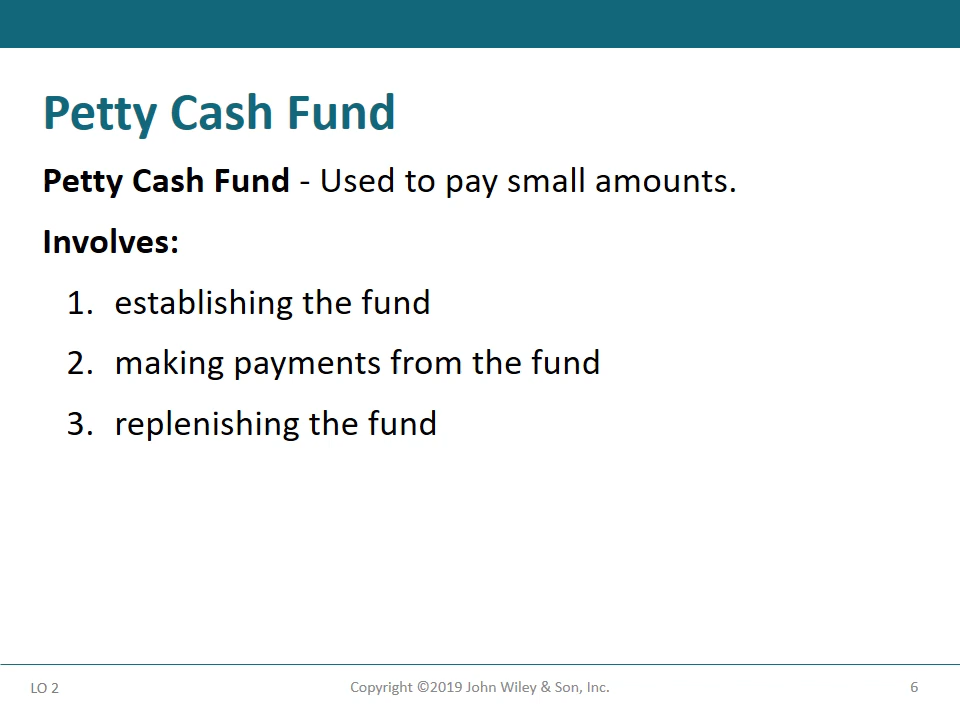 Petty Cash Fund
Petty Cash Fund - Used to pay small amounts.
Involves:
1. establishing the fund
2. making payments from the fund
3. replenishing the fund
LO 2
Copyright ©2019 John Wiley & Son, Inc.
6